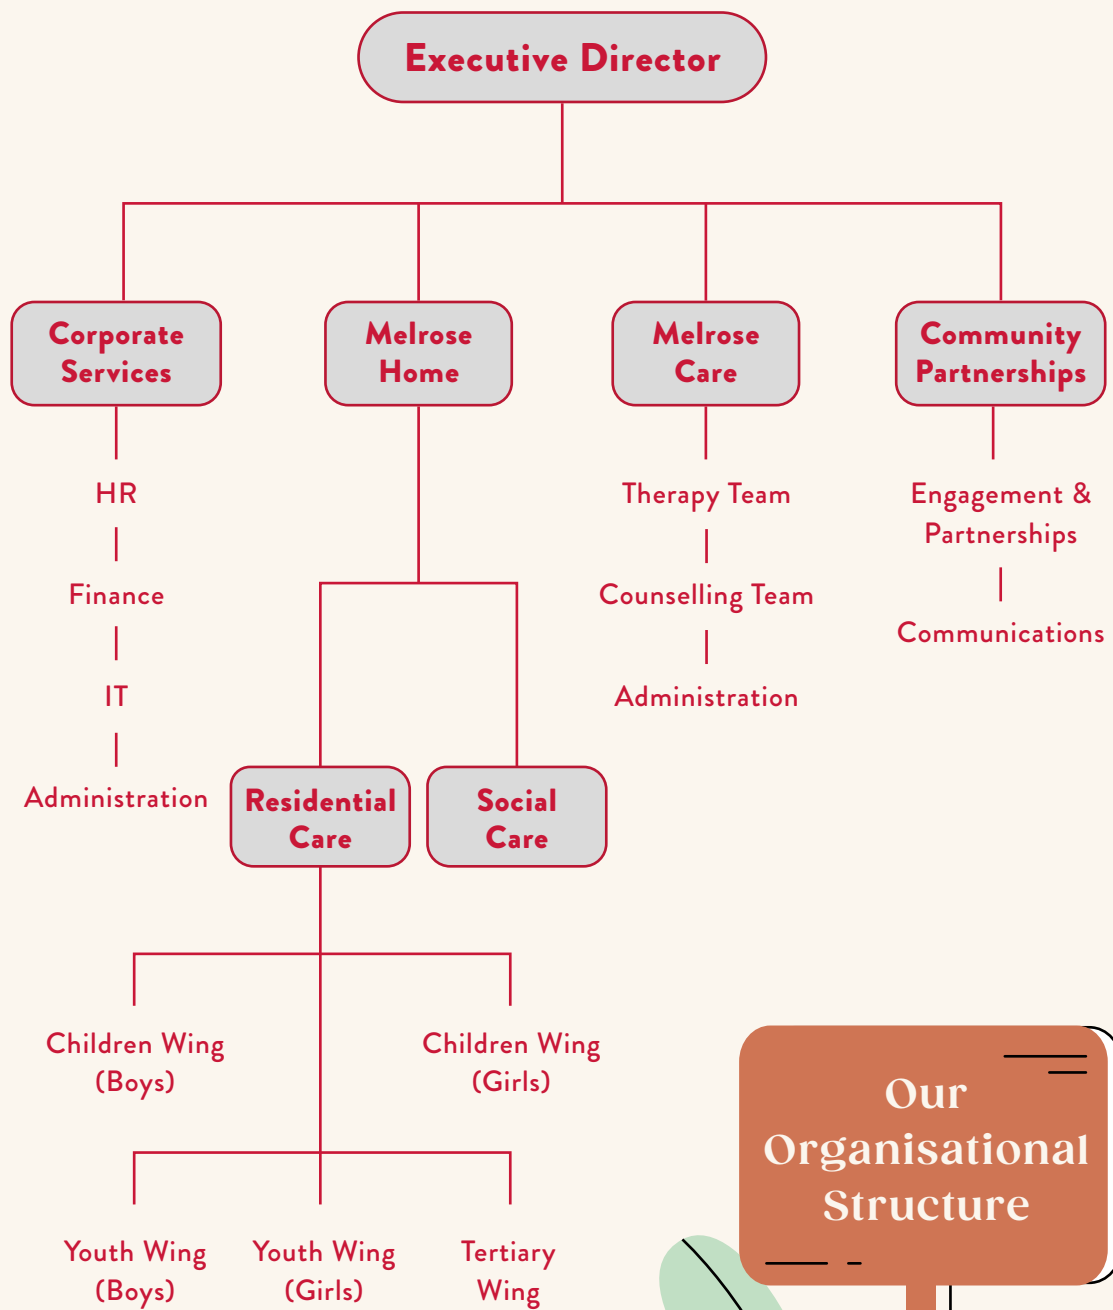 Executive Director
Corporate
Services
Melrose
Home
Melrose
Care
Community
Partnerships
HR
Finance
IT
Administration
Therapy Team
Counselling Team
Administration
Engagement &
Partnerships
Communications
Residential
Care
Social
Care
Children Wing
(Boys)
Children Wing
(Girls)
Youth Wing
(Boys)
Youth Wing
(Girls)
Tertiary
Wing
Our
Organisational
Structure